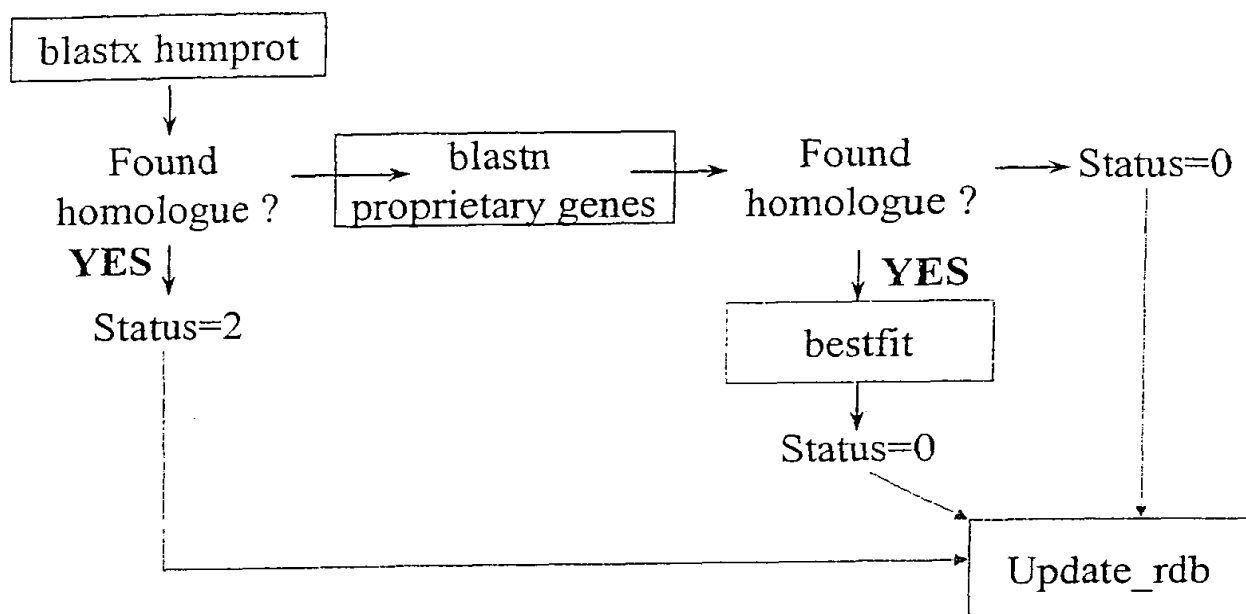 blastx humprot
Found
homologue ?
YES
Status=2
blastn
proprietary genes
Found
homologue ?
YES
bestfit
Status=0
Status=0
Update_rdb